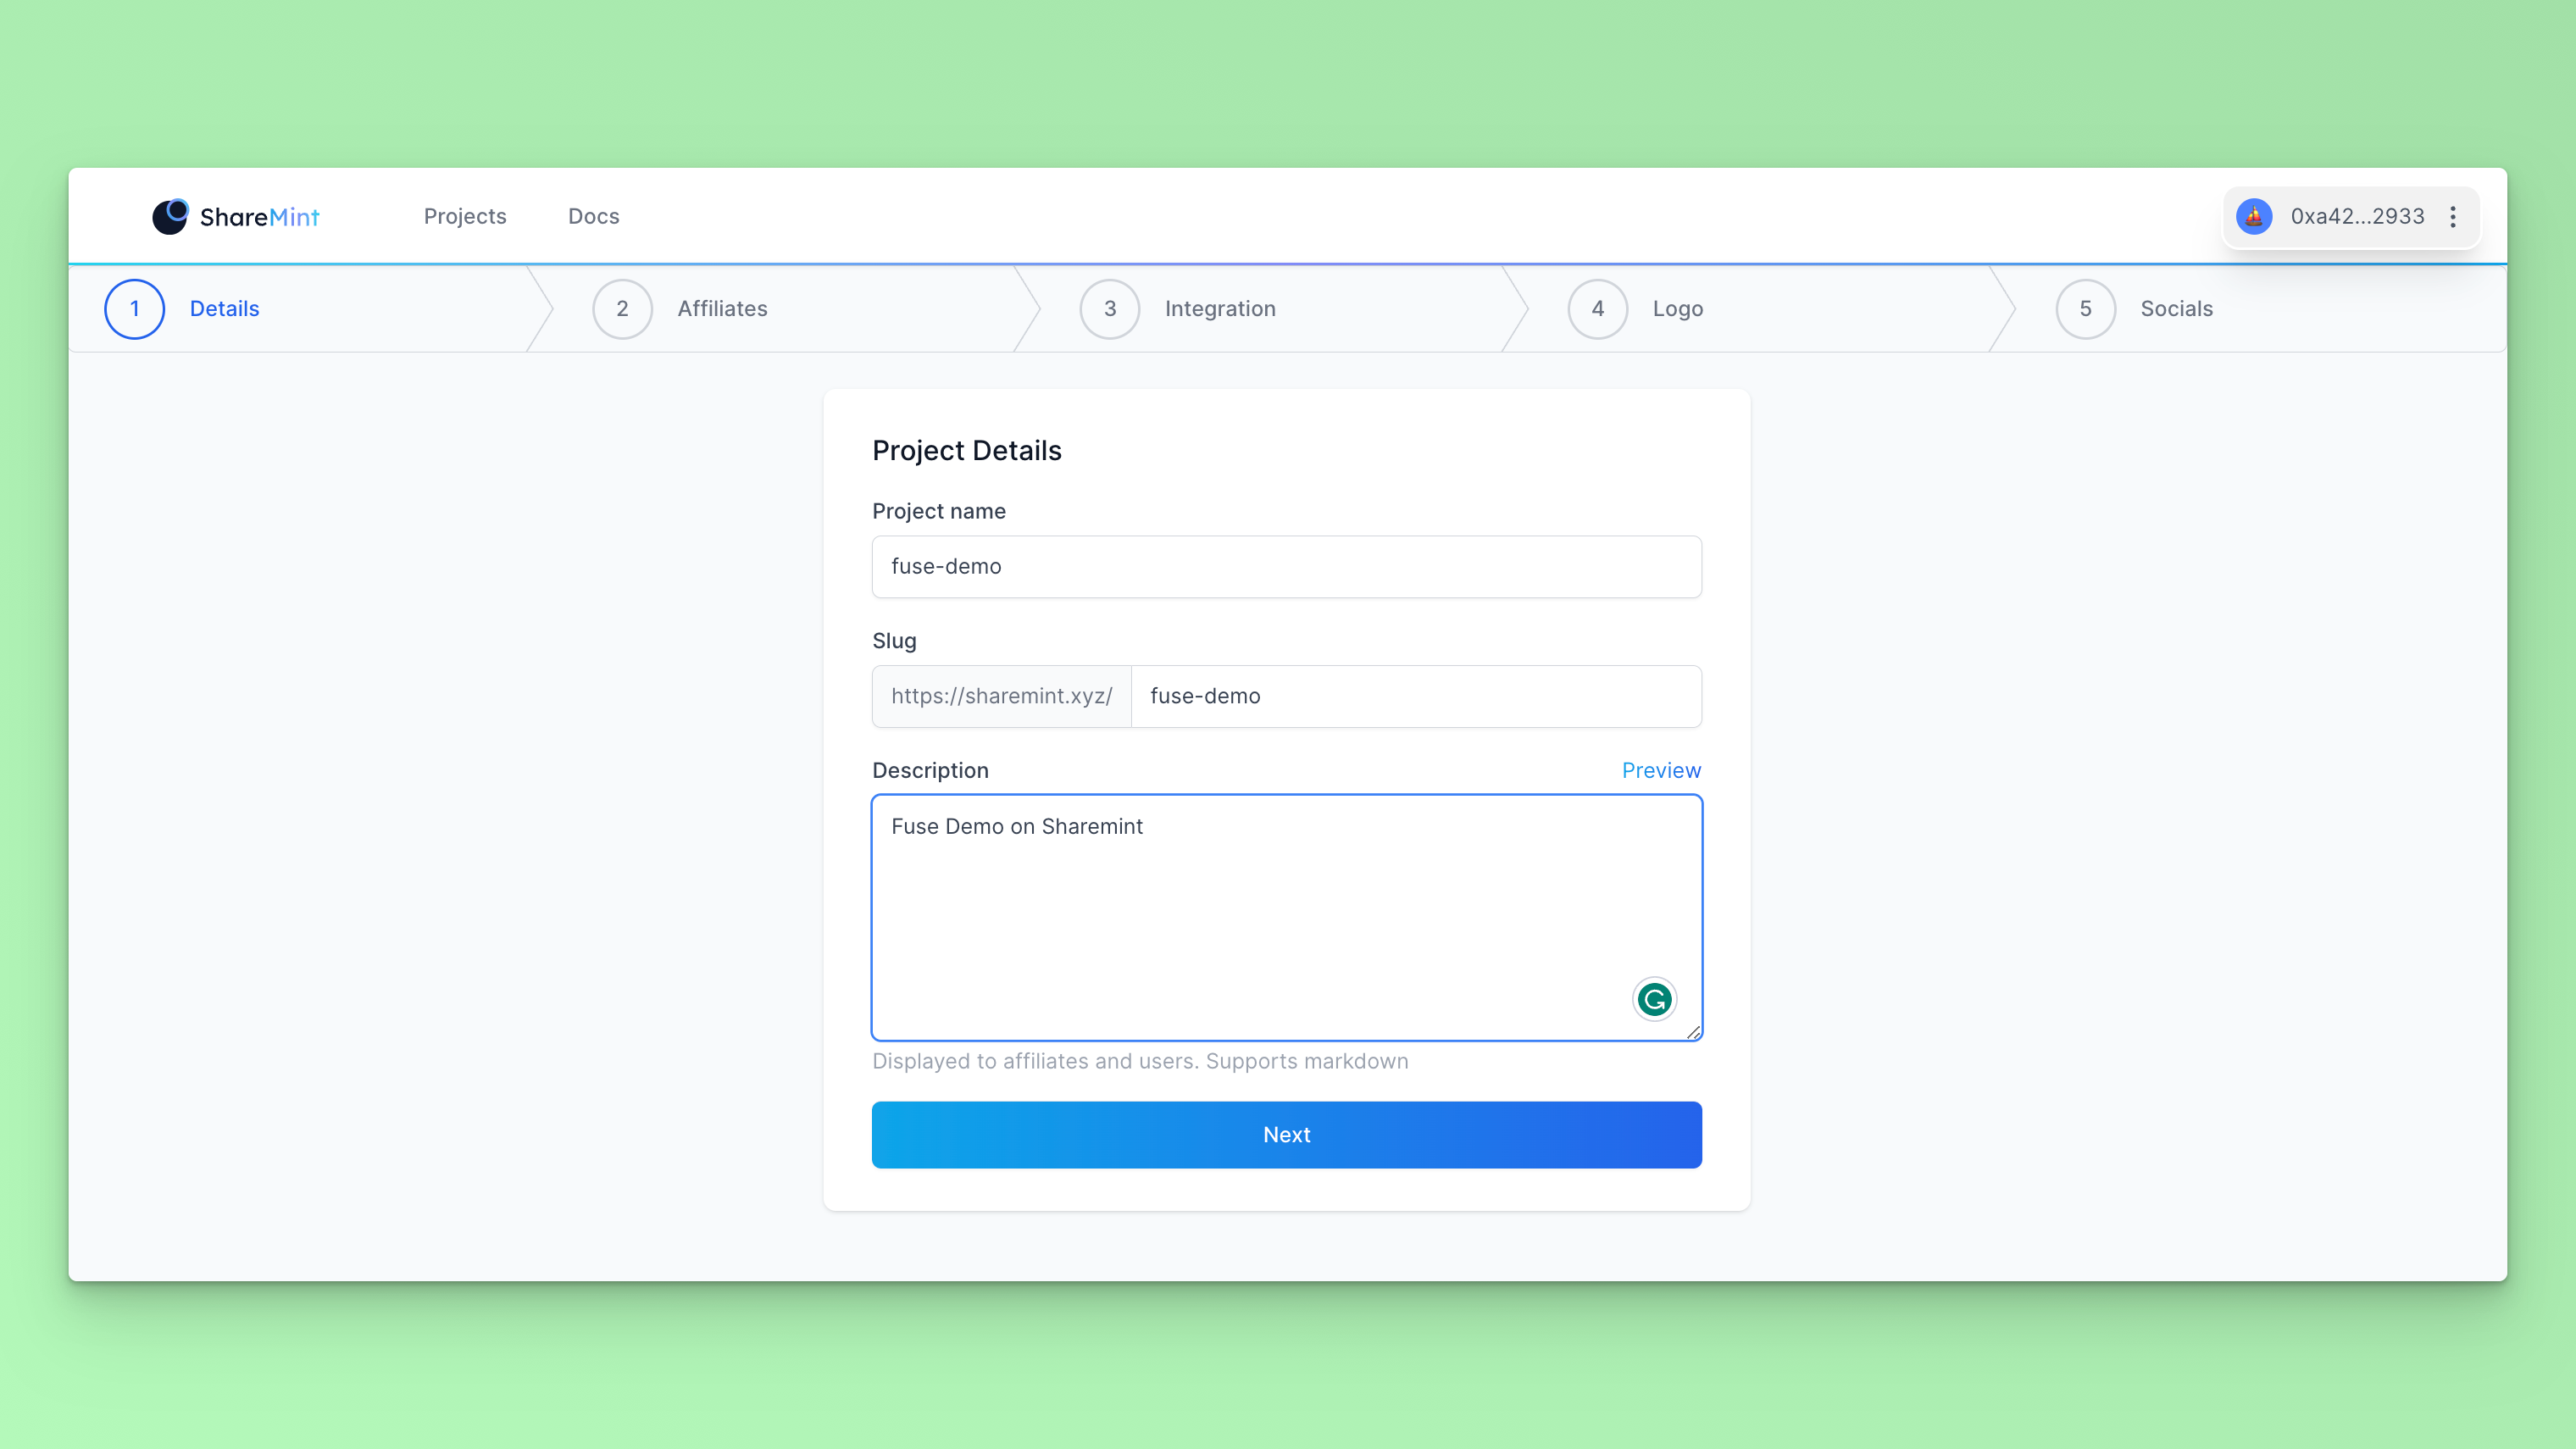 ShareMint
Projects
Docs
0xa42...2933
1
Details
2
Affiliates
3
Integration
4
Logo
5
Socials
Project Details
Project name
fuse-demo
Slug
https://sharemint.xyz/
fuse-demo
Description
Preview
Fuse Demo on Sharemint
Displayed to affiliates and users. Supports markdown
Next